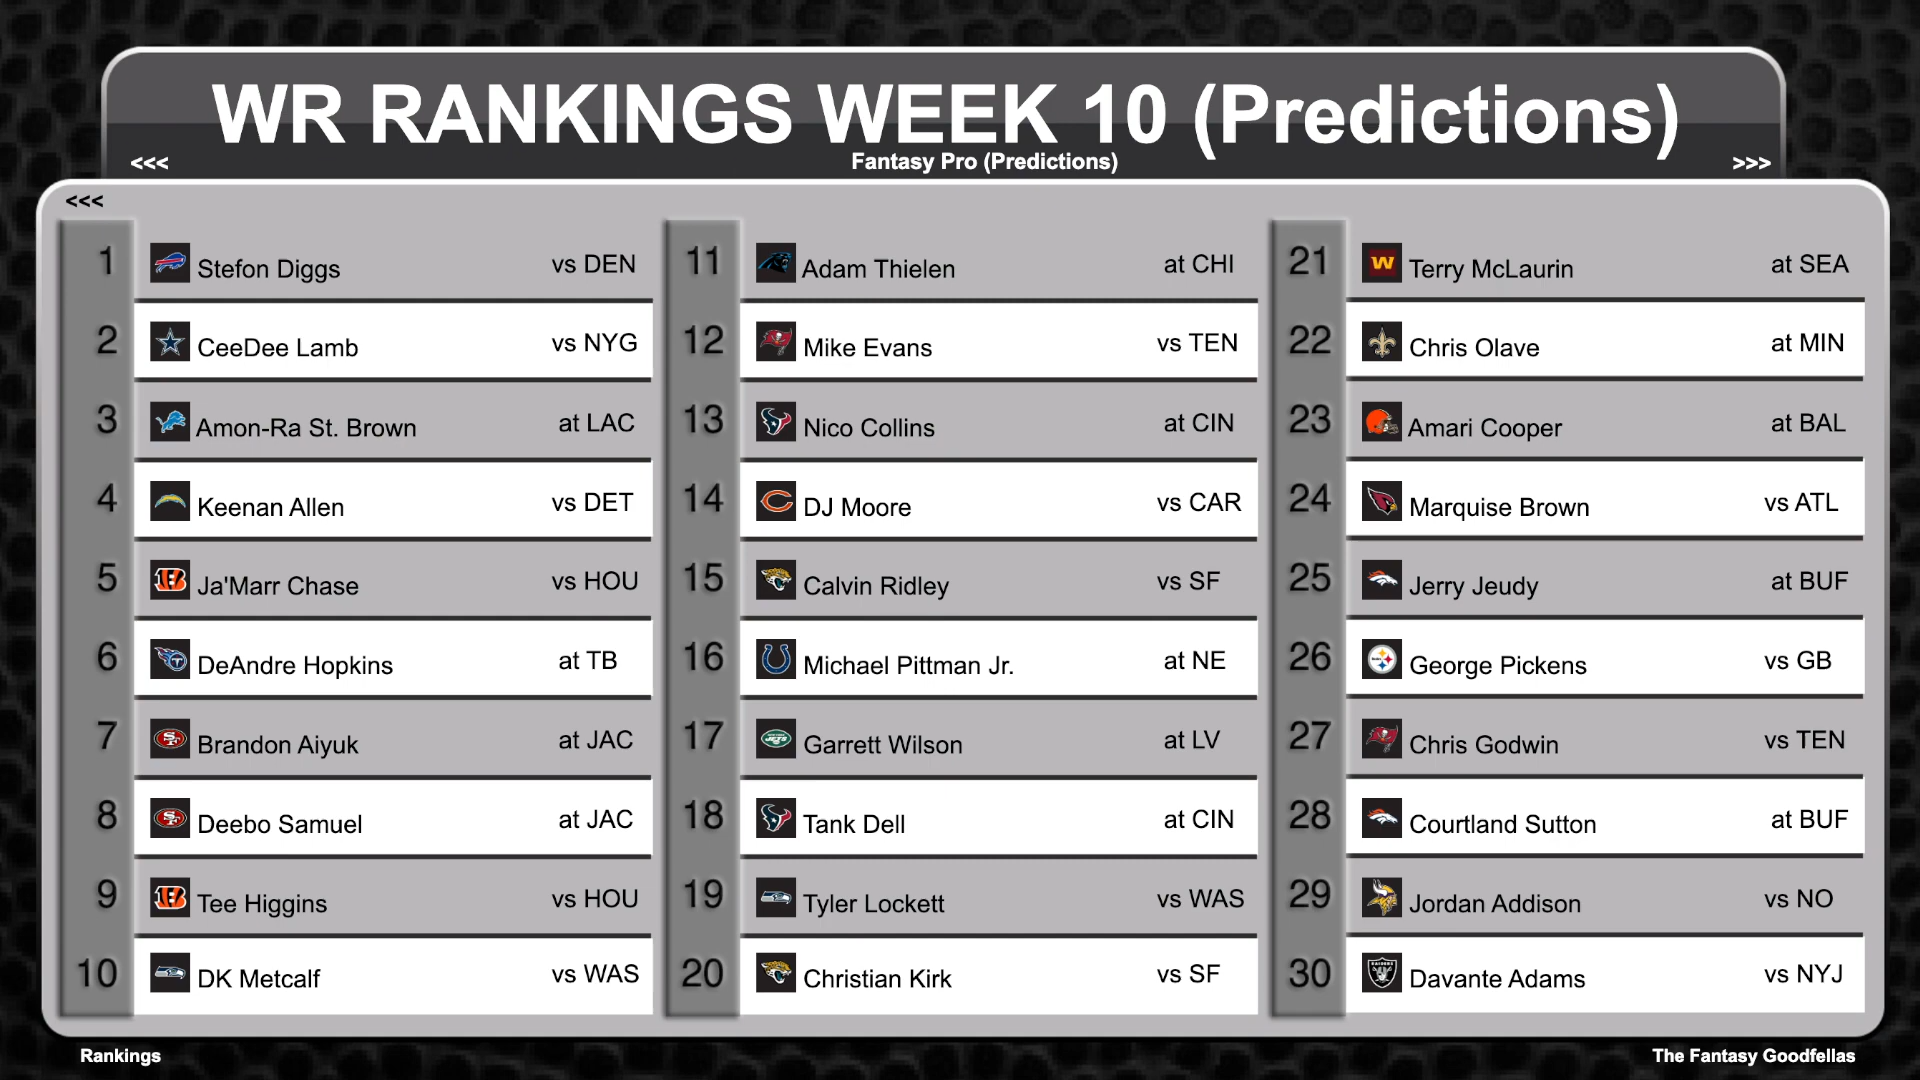 WR RANKINGS WEEK 10 (Predictions)
<<< Fantasy Pro (Predictions) >>>
<<<
1 Stefon Diggs vs DEN
2 CeeDee Lamb vs NYG
3 Amon-Ra St. Brown at LAC
4 Keenan Allen vs DET
5 Ja'Marr Chase vs HOU
6 DeAndre Hopkins at TB
7 Brandon Aiyuk at JAC
8 Deebo Samuel at JAC
9 Tee Higgins vs HOU
10 DK Metcalf vs WAS
11 Adam Thielen at CHI
12 Mike Evans vs TEN
13 Nico Collins at CIN
14 DJ Moore vs CAR
15 Calvin Ridley vs SF
16 Michael Pittman Jr. at NE
17 Garrett Wilson at LV
18 Tank Dell at CIN
19 Tyler Lockett vs WAS
20 Christian Kirk vs SF
21 W Terry McLaurin at SEA
22 Chris Olave at MIN
23 Amari Cooper at BAL
24 Marquise Brown vs ATL
25 Jerry Jeudy at BUF
26 George Pickens vs GB
27 Chris Godwin vs TEN
28 Courtland Sutton at BUF
29 Jordan Addison vs NO
30 Davante Adams vs NYJ
Rankings
The Fantasy Goodfellas